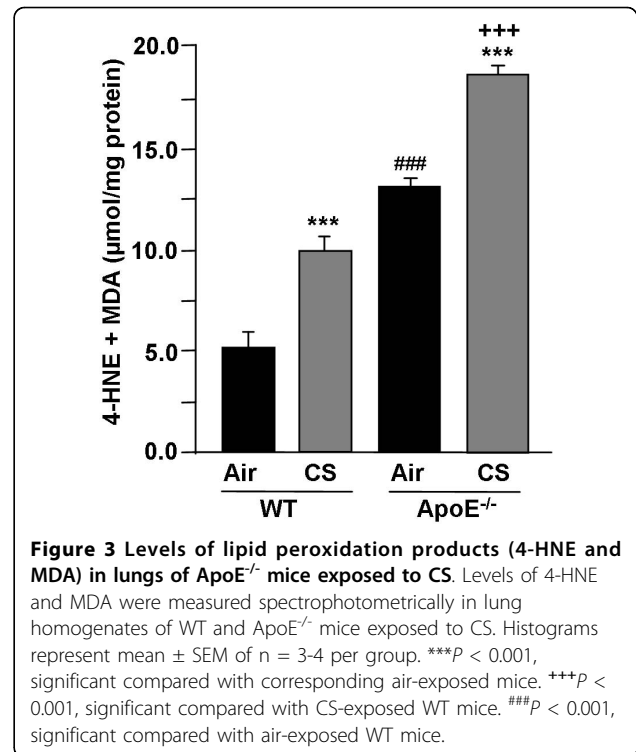 4-HNE + MDA (µmol/mg protein)
20.0
15.0
10.0
5.0
0.0
***
###
+++
***
Air CS Air CS
WT ApoE-/-
Figure 3 Levels of lipid peroxidation products (4-HNE and
MDA) in lungs of ApoE-/- mice exposed to CS. Levels of 4-HNE
and MDA were measured spectrophotometrically in lung
homogenates of WT and ApoE-/- mice exposed to CS. Histograms
represent mean ± SEM of n = 3-4 per group. ***P < 0.001,
significant compared with corresponding air-exposed mice. +++P <
0.001, significant compared with CS-exposed WT mice. ###P < 0.001,
significant compared with air-exposed WT mice.